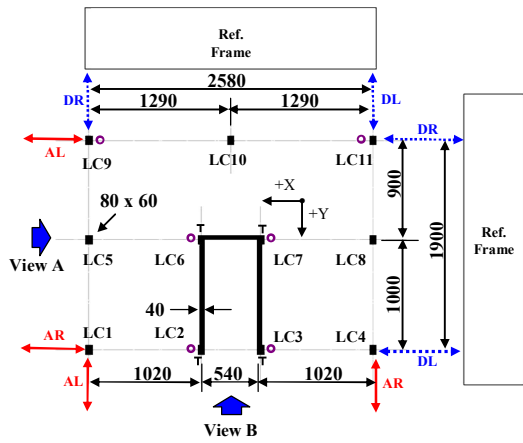 Ref.
Frame
2580
DR
DL
1290
1290
DR
AL
LC9
LC10
LC11
80 x 60
+X
+Y
T
T
900
1900
Ref.
Frame
View A
LC5
LC6
LC7
LC8
40
1000
AR
LC1
LC2
LC3
LC4
T
T
DL
AL
1020
540
1020
AR
View B